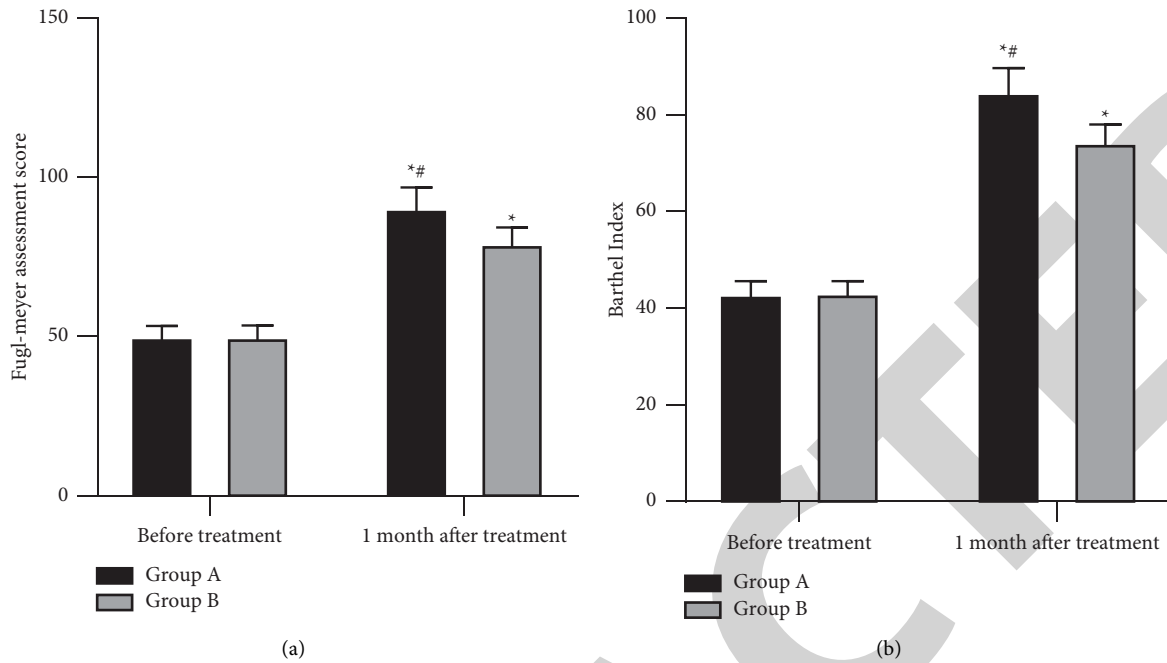 150
100
50
0
Fugl-meyer assessment score
*#
*
Before treatment
1 month after treatment
Group A
Group B
(a)
100
80
60
40
20
0
Barthel Index
*#
*
Before treatment
1 month after treatment
Group A
Group B
(b)